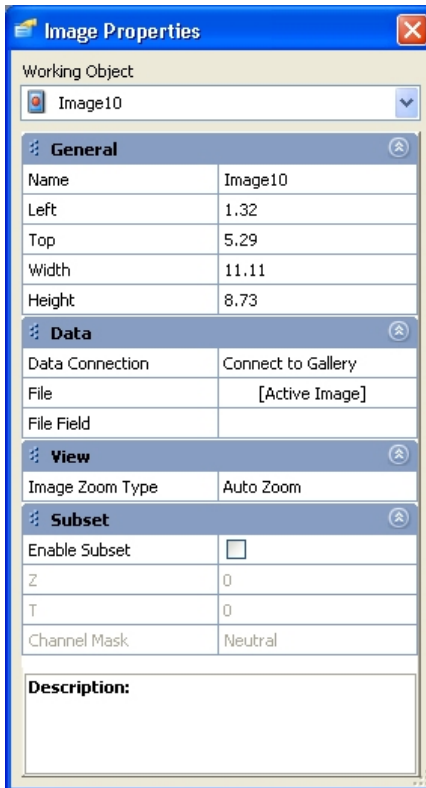 Image Properties
Working Object
Image10
General
Name Image10
Left 1.32
Top 5.29
Width 11.11
Height 8.73
Data
Data Connection Connect to Gallery
File [Active Image]
File Field
View
Image Zoom Type Auto Zoom
Subset
Enable Subset
Z 0
T 0
Channel Mask Neutral
Description: